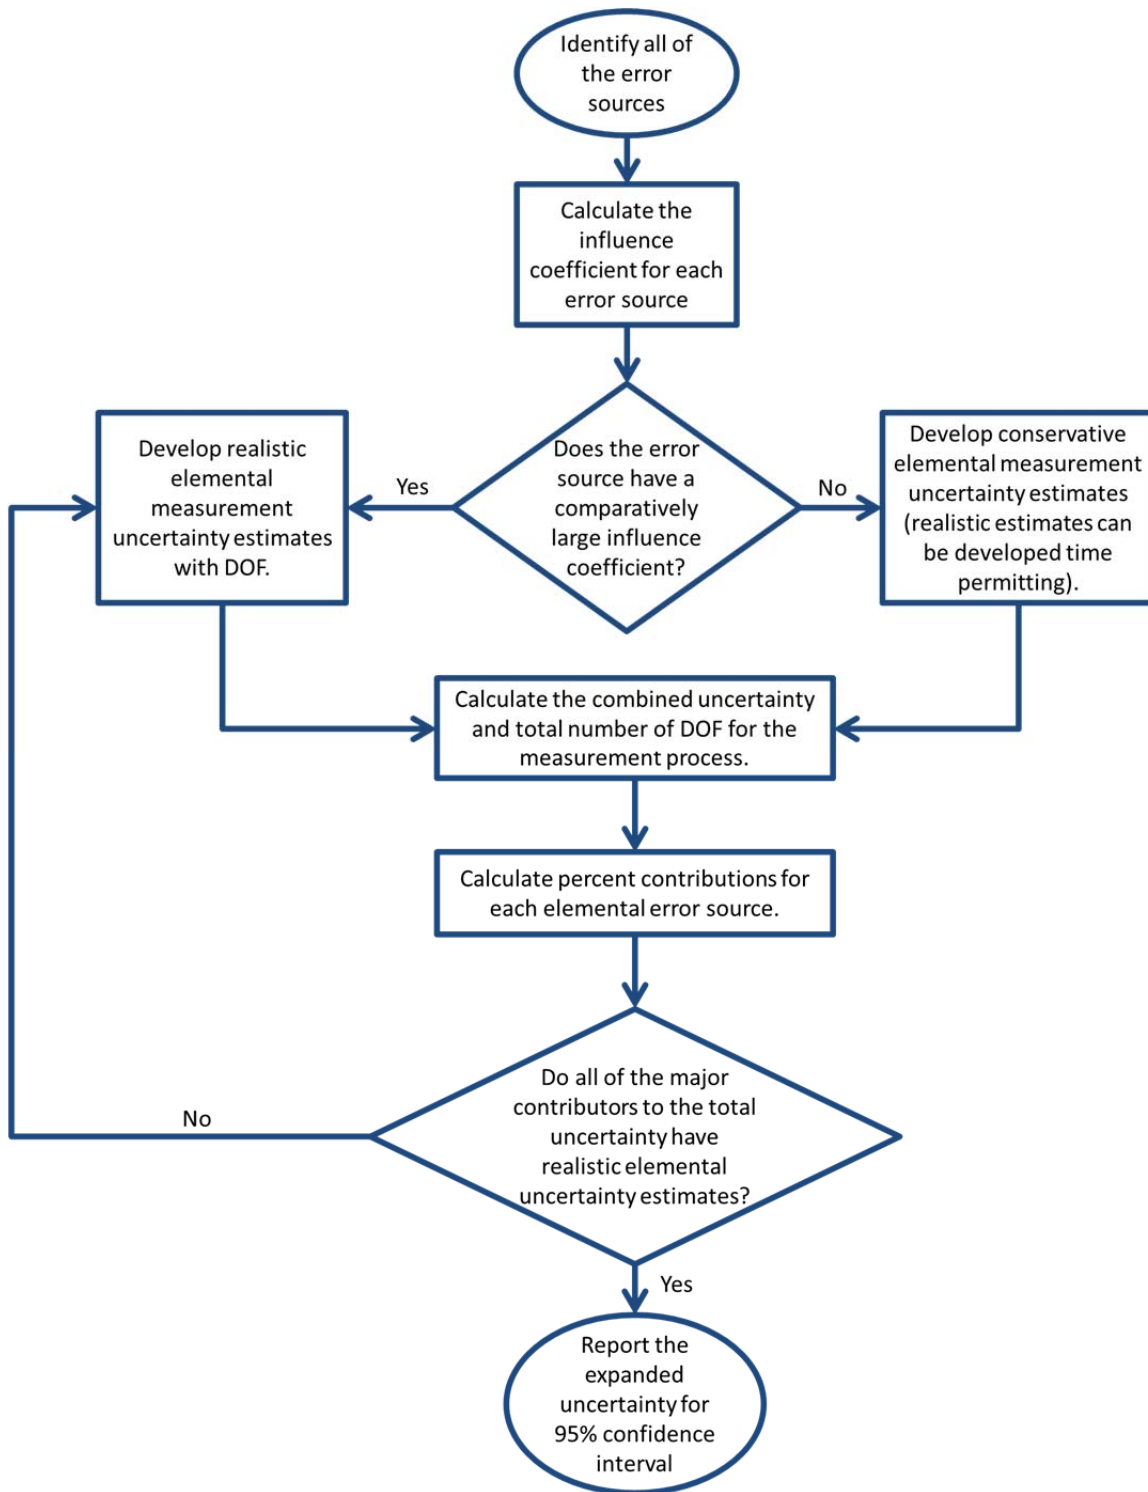 Identify all of
the error
sources
Calculate the
influence
coefficient for each
error source
Does the error
source have a
comparatively
large influence
coefficient?
Yes
No
Develop realistic
elemental
measurement
uncertainty estimates
with DOF.
Develop conservative
elemental measurement
uncertainty estimates
(realistic estimates can
be developed time
permitting).
Calculate the combined uncertainty
and total number of DOF for the
measurement process.
Calculate percent contributions for
each elemental error source.
Do all of the major
contributors to the total
uncertainty have
realistic elemental
uncertainty estimates?
No
Yes
Report the
expanded
uncertainty for
95% confidence
interval